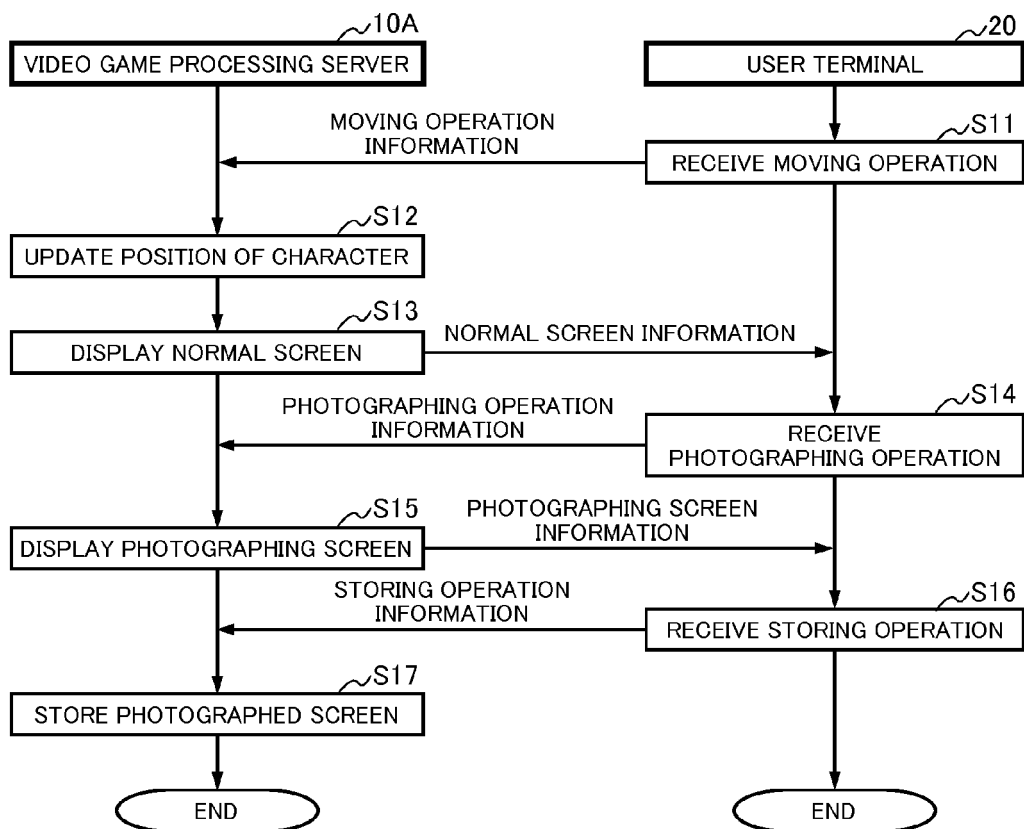 10A
20
VIDEO GAME PROCESSING SERVER
USER TERMINAL
MOVING OPERATION
INFORMATION
S11
RECEIVE MOVING OPERATION
S12
UPDATE POSITION OF CHARACTER
S13
DISPLAY NORMAL SCREEN
NORMAL SCREEN INFORMATION
PHOTOGRAPHING OPERATION
INFORMATION
S14
RECEIVE
PHOTOGRAPHING OPERATION
S15
DISPLAY PHOTOGRAPHING SCREEN
PHOTOGRAPHING SCREEN
INFORMATION
STORING OPERATION
INFORMATION
S16
RECEIVE STORING OPERATION
S17
STORE PHOTOGRAPHED SCREEN
END
END